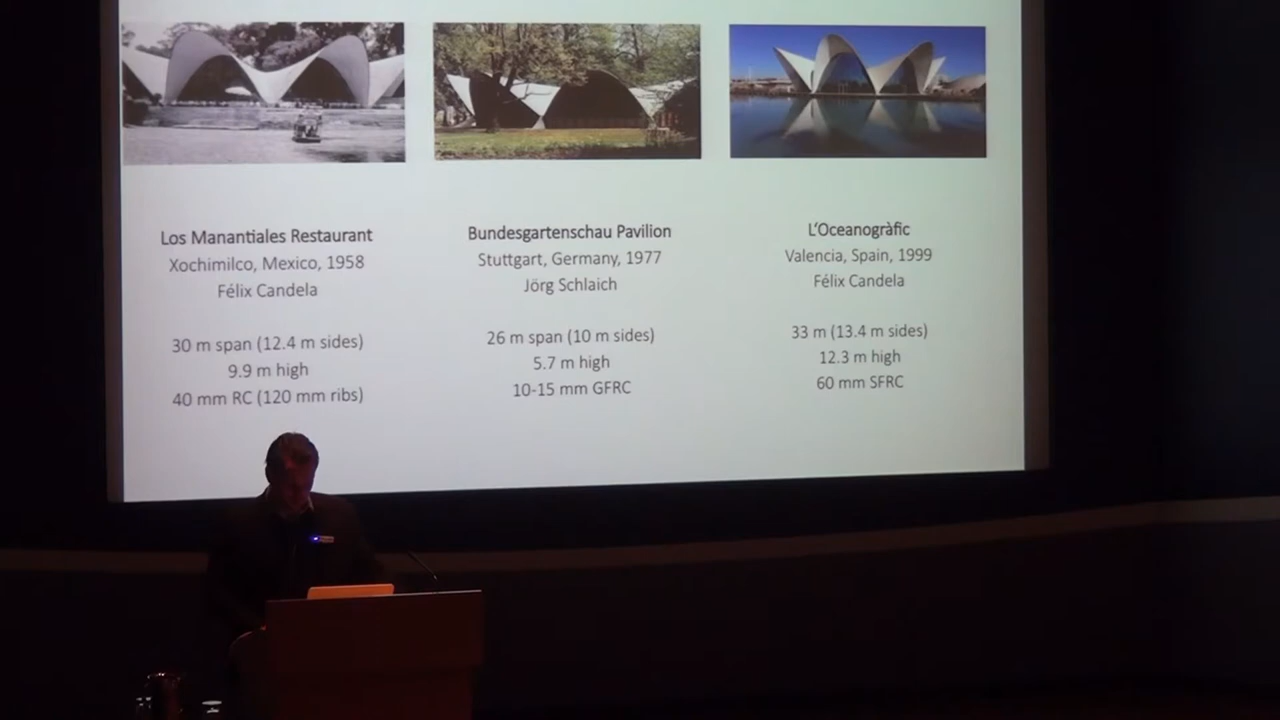 Los Manantiales Restaurant
Xochimilco, Mexico, 1958
Félix Candela
30 m span (12.4 m sides)
9.9 m high
40 mm RC (120 mm ribs)
Bundesgartenschau Pavilion
Stuttgart, Germany, 1977
Jörg Schlaich
26 m span (10 m sides)
5.7 m high
10-15 mm GFRC
L'Oceanogràfic
Valencia, Spain, 1999
Félix Candela
33 m (13.4 m sides)
12.3 m high
60 mm SFRC